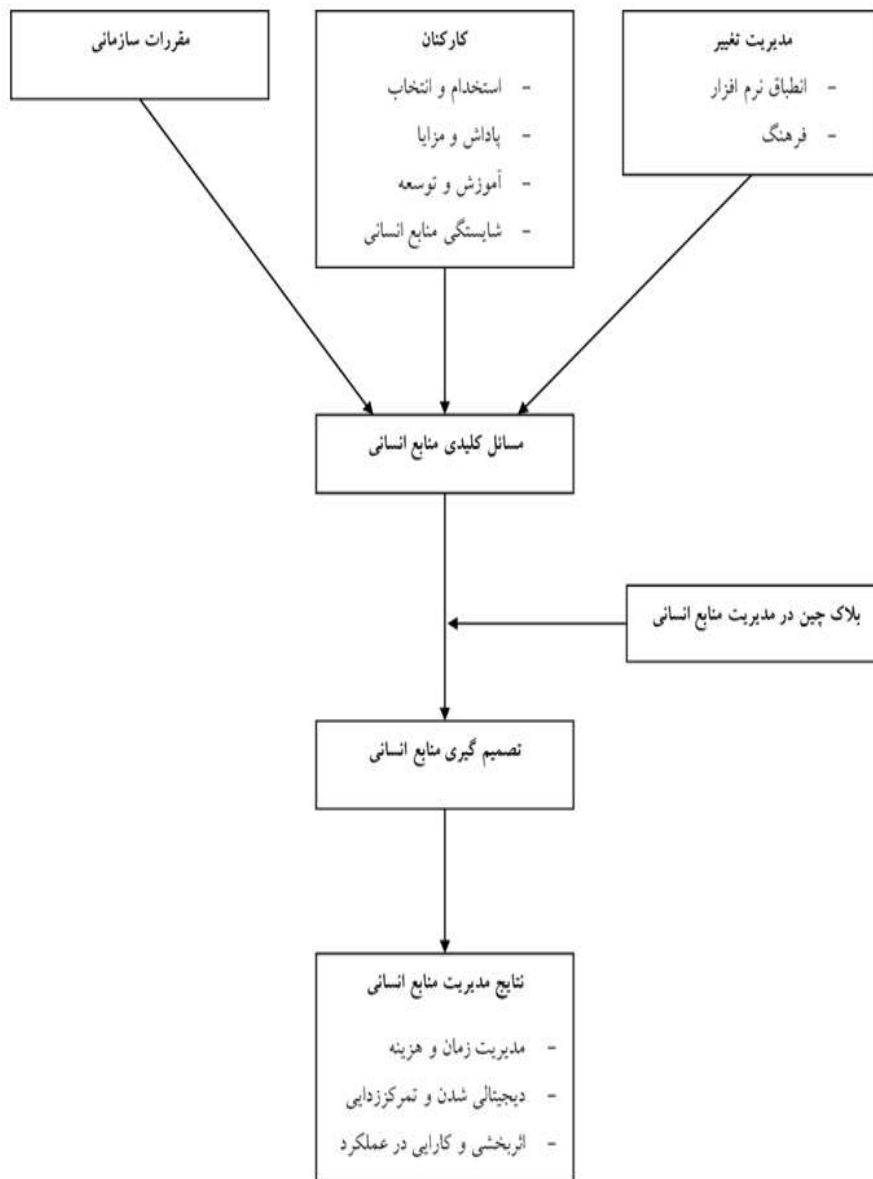 مدیریت تغییر
- انطباق نرم افزار
- فرهنگ
کارکنان
- استخدام و انتخاب
- پاداش و مزایا
- آموزش و توسعه
- شایستگی منابع انسانی
مقررات سازمانی
مسائل کلیدی منابع انسانی
بلاک چین در مدیریت منابع انسانی
تصمیم گیری منابع انسانی
نتایج مدیریت منابع انسانی
- مدیریت زمان و هزینه
- دیجیتالی شدن و تمرکززدایی
- اثربخشی و کارایی در عملکرد